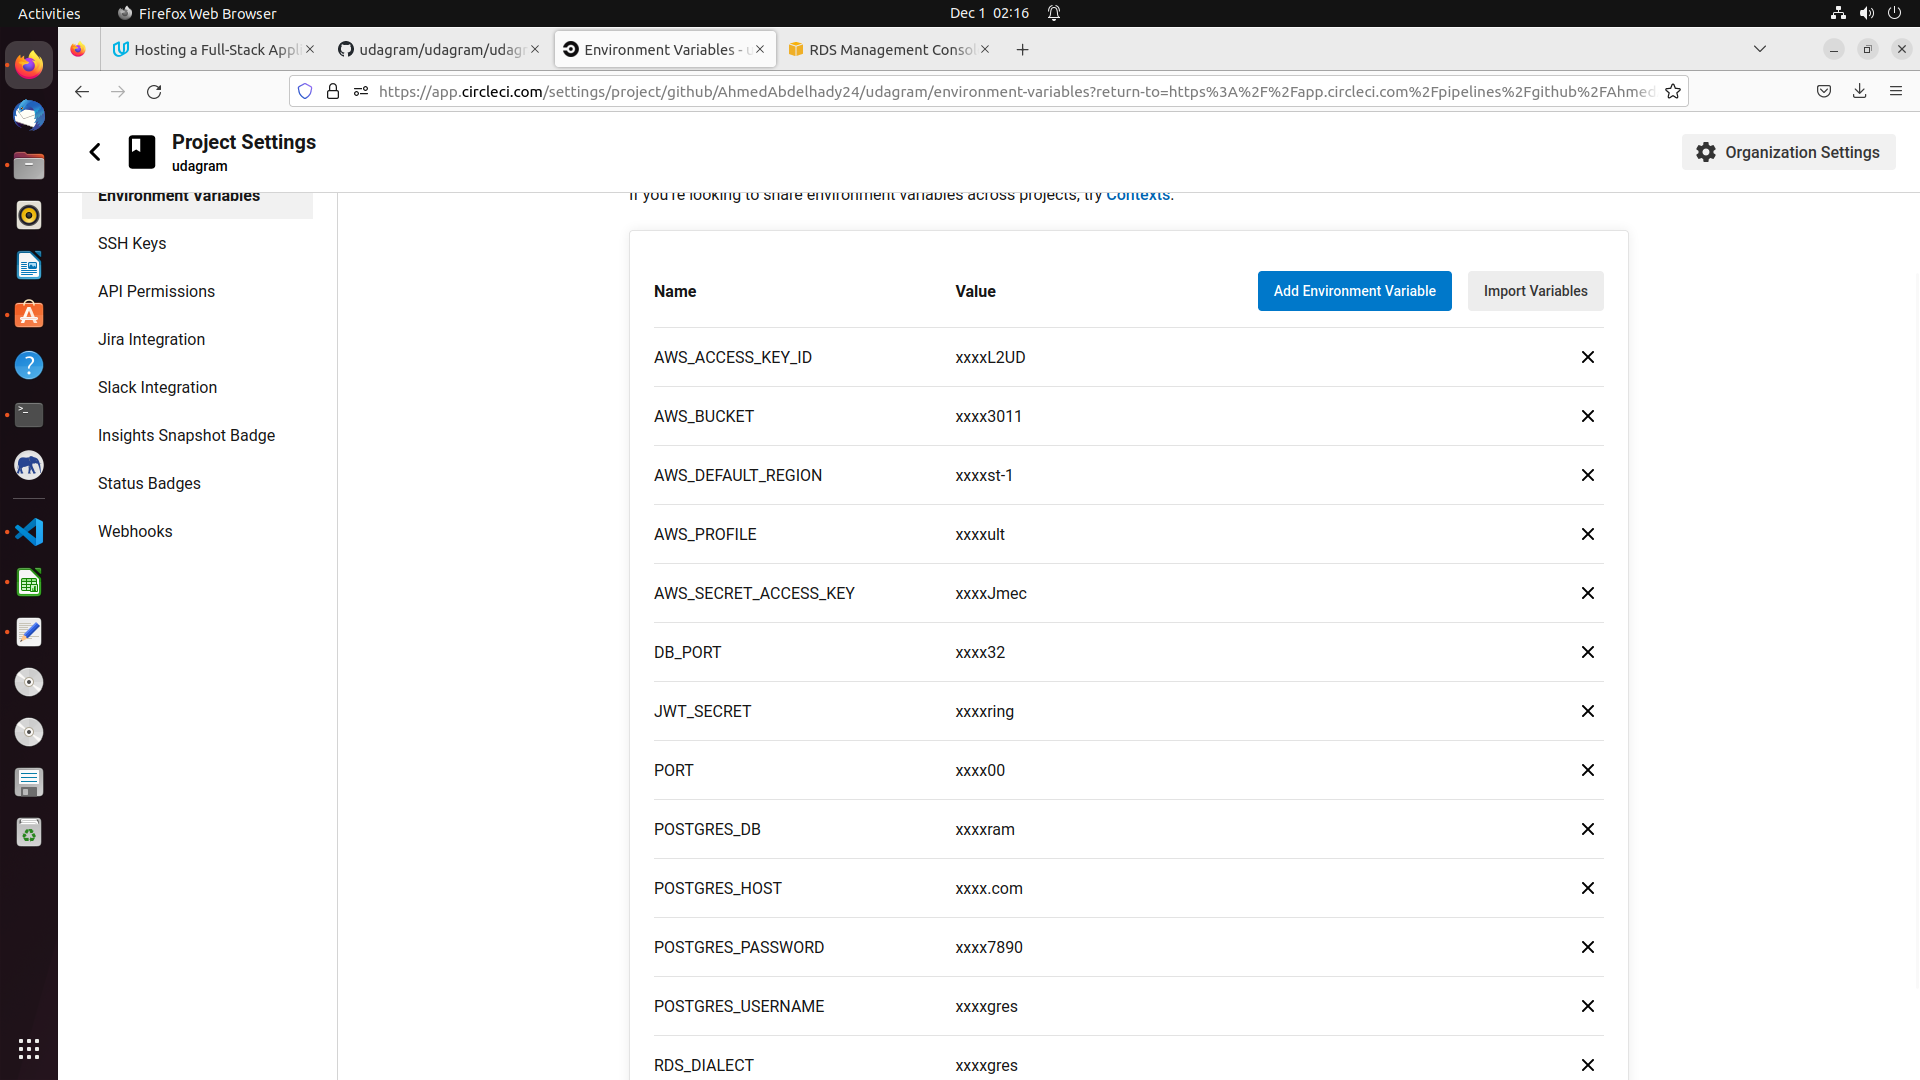 Activities
Firefox Web Browser
Dec 1 02:16
Hosting a Full-Stack Appl
udagram/udagram/udagr
Environment Variables - u
RDS Management Consol
https://app.circleci.com/settings/project/github/AhmedAbdelhady24/udagram/environment-variables?return-to=https%3A%2F%2Fapp.circleci.com%2Fpipelines%2Fgithub%2FAhmed
Project Settings
udagram
Organization Settings
Environment Variables
SSH Keys
API Permissions
Jira Integration
Slack Integration
Insights Snapshot Badge
Status Badges
Webhooks
If you're looking to share environment variables across projects, try Contexts.
Name Value Add Environment Variable Import Variables
AWS_ACCESS_KEY_ID xxxxL2UD
AWS_BUCKET xxxx3011
AWS_DEFAULT_REGION xxxxst-1
AWS_PROFILE xxxxult
AWS_SECRET_ACCESS_KEY xxxxJmec
DB_PORT xxxx32
JWT_SECRET xxxxring
PORT xxxx00
POSTGRES_DB xxxxram
POSTGRES_HOST xxxx.com
POSTGRES_PASSWORD xxxx7890
POSTGRES_USERNAME xxxxgres
RDS_DIALECT xxxxgres